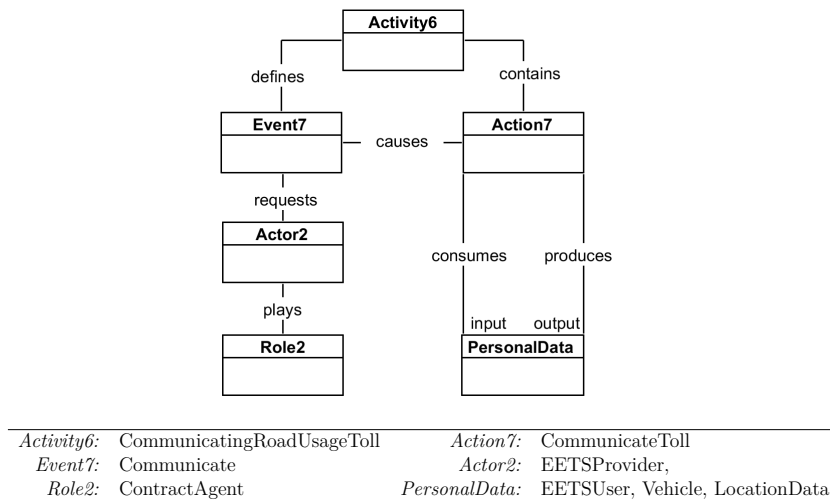 Activity6
defines
contains
Event7
causes
Action7
requests
Actor2
consumes
produces
plays
input
output
Role2
PersonalData
Activity6: CommunicatingRoadUsageToll Action7: CommunicateToll
Event7: Communicate Actor2: EETSProvider,
Role2: ContractAgent PersonalData: EETSUser, Vehicle, LocationData